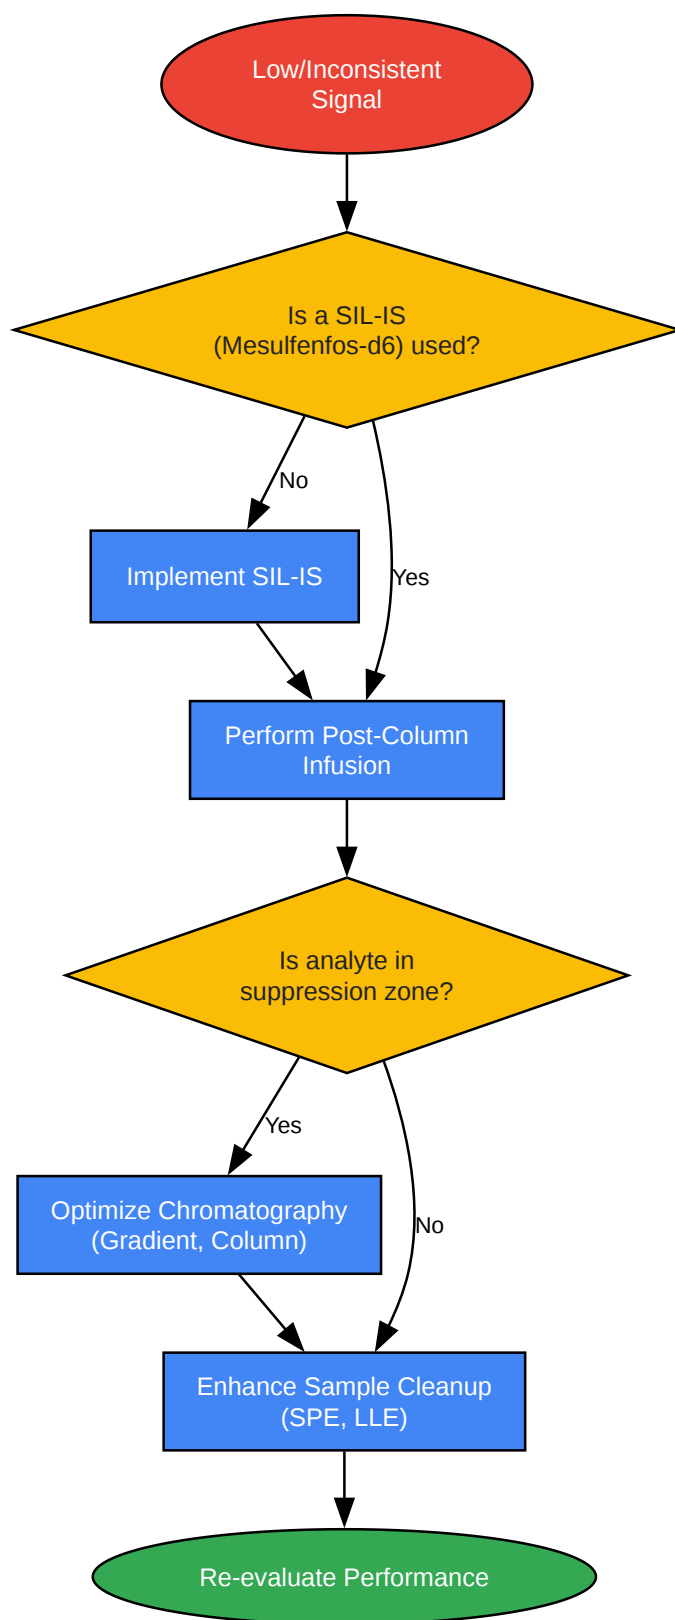 Low/Inconsistent
Signal
Is a SIL-IS
(Mesulfenfos-d6) used?
No
Yes
Implement SIL-IS
Perform Post-Column
Infusion
Is analyte in
suppression zone?
Yes
No
Optimize Chromatography
(Gradient, Column)
Enhance Sample Cleanup
(SPE, LLE)
Re-evaluate Performance